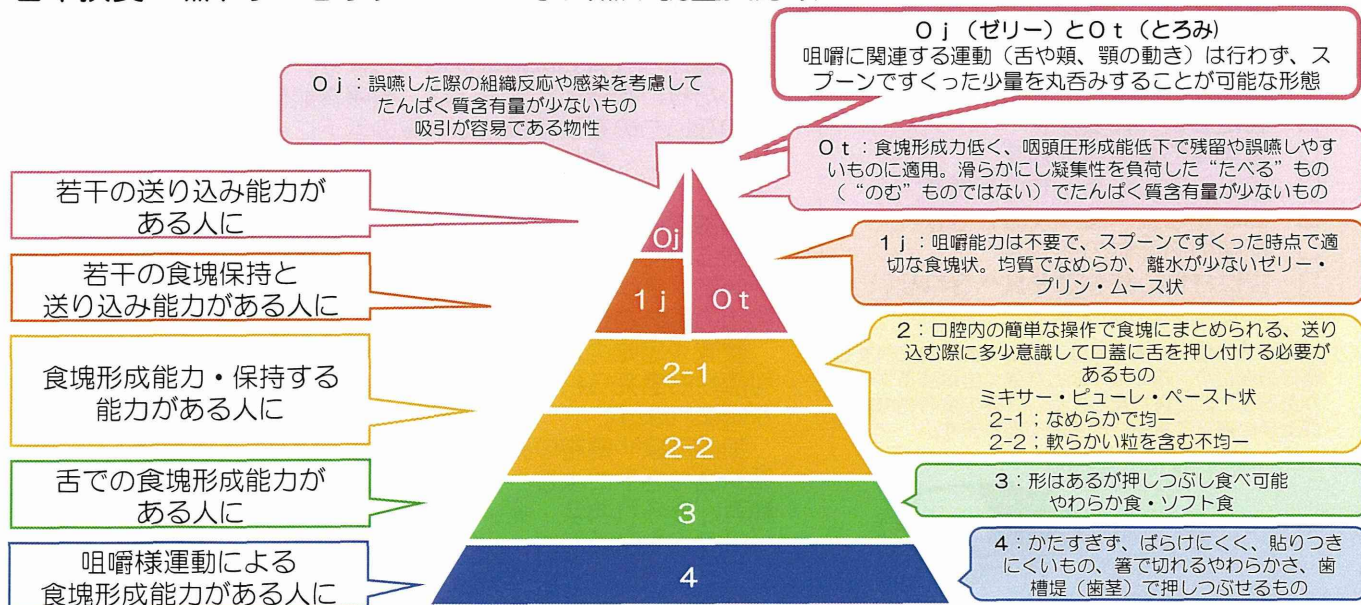 Oj(ゼリー)とOt(とろみ)
咀嚼に関連する運動(舌や頬、顎の動き)は行わず、ス
プーンですくった少量を丸呑みすることが可能な形態
Oj:誤嚥した際の組織反応や感染を考慮して
たんぱく質含有量が少ないもの
吸引が容易である物性
Ot:食塊形成力低く、咽頭圧形成能低下で残留や誤嚥しやす
いものに適用。滑らかにし凝集性を負荷した“たべる”もの
(“のむ”ものではない)でたんぱく質含有量が少ないもの
若干の送り込み能力が
ある人に
若干の食塊保持と
送り込み能力がある人に
食塊形成能力・保持する
能力がある人に
舌での食塊形成能力が
ある人に
咀嚼様運動による
食塊形成能力がある人に
Oj
1j
Ot
2-1
2-2
3
4
1j:咀嚼能力は不要で、スプーンですくった時点で適
切な食塊状。均質でなめらか、離水が少ないゼリー・
プリン・ムース状
2:口腔内の簡単な操作で食塊にまとめられる、送り
込む際に多少意識して口蓋に舌を押し付ける必要が
あるもの
ミキサー・ピューレ・ペースト状
2-1;なめらかで均一
2-2:軟らかい粒を含む不均一
3:形はあるが押しつぶし食べ可能
やわらか食・ソフト食
4:かたすぎず、ばらけにくく、貼りつき
にくいもの、箸で切れるやわらかさ、歯
槽堤(歯茎)で押しつぶせるもの